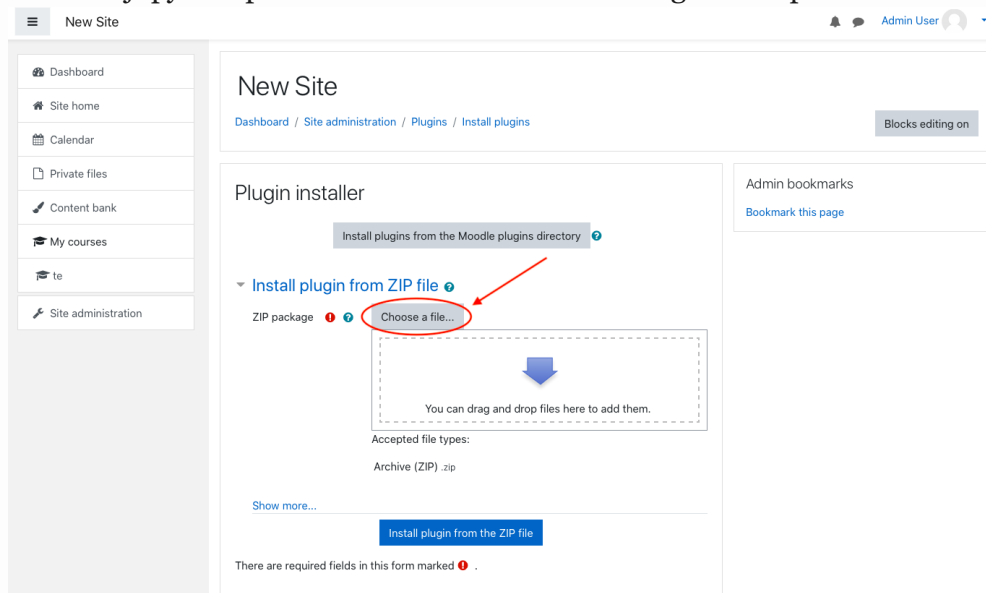 New Site
Admin User
Dashboard
Site home
Calendar
Private files
Content bank
My courses
te
Site administration
New Site
Dashboard / Site administration / Plugins / Install plugins
Blocks editing on
Plugin installer
Install plugins from the Moodle plugins directory
Install plugin from ZIP file
ZIP package
Choose a file...
You can drag and drop files here to add them.
Accepted file types:
Archive (ZIP) .zip
Show more...
Install plugin from the ZIP file
There are required fields in this form marked .
Admin bookmarks
Bookmark this page